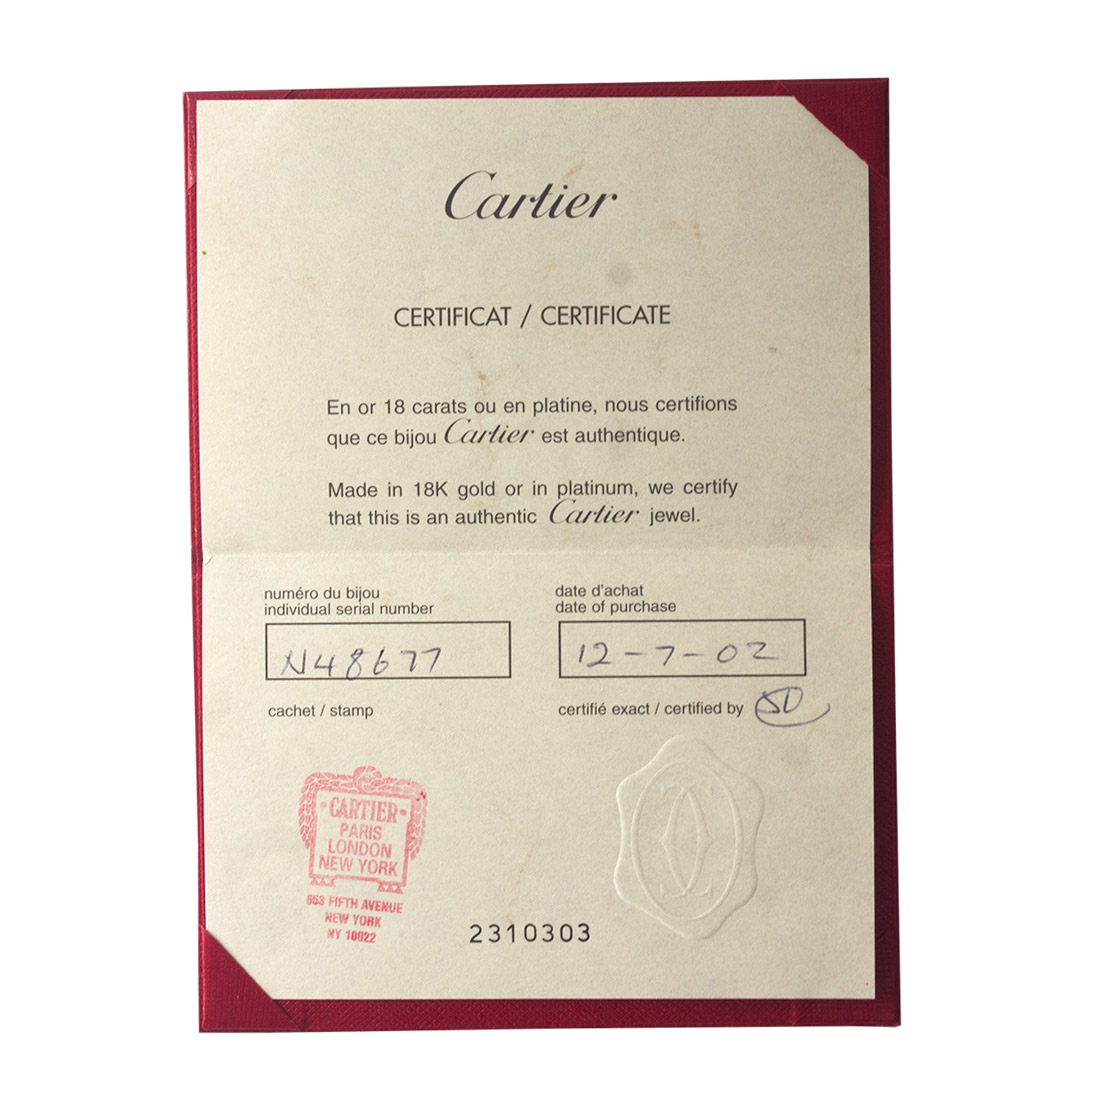 Cartier
CERTIFICAT / CERTIFICATE
En or 18 carats ou en platine, nous certifions
que ce bijou Cartier est authentique.
Made in 18K gold or in platinum, we certify
that this is an authentic Cartier jewel.
numéro du bijou
individual serial number
N48677
date d'achat
date of purchase
12-7-02
cachet / stamp
certifié exact / certified by SD
CARTIER
PARIS
LONDON
NEW YORK
653 FIFTH AVENUE
NEW YORK
NY 10022
2310303